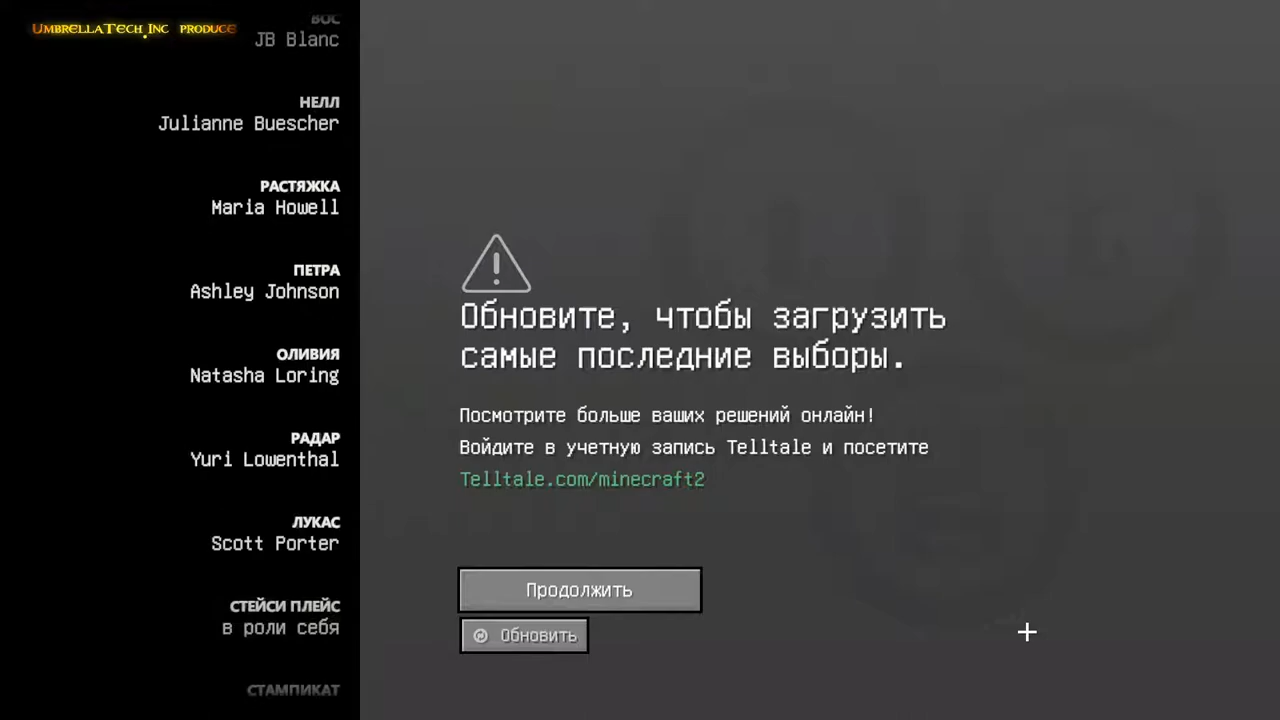 UmbrellaTech.Inc produce
ВОС
JB Blanc
НЕЛЛ
Julianne Buescher
РАСТЯЖКА
Maria Howell
ПЕТРА
Ashley Johnson
ОЛИВИЯ
Natasha Loring
РАДАР
Yuri Lowenthal
ЛУКАС
Scott Porter
СТЕЙСИ ПЛЕЙС
в роли себя
СТАМПИКАТ
Обновите, чтобы загрузить
самые последние выборы.
Посмотрите больше ваших решений онлайн!
Войдите в учетную запись Telltale и посетите
Telltale.com/minecraft2
Продолжить
Обновить